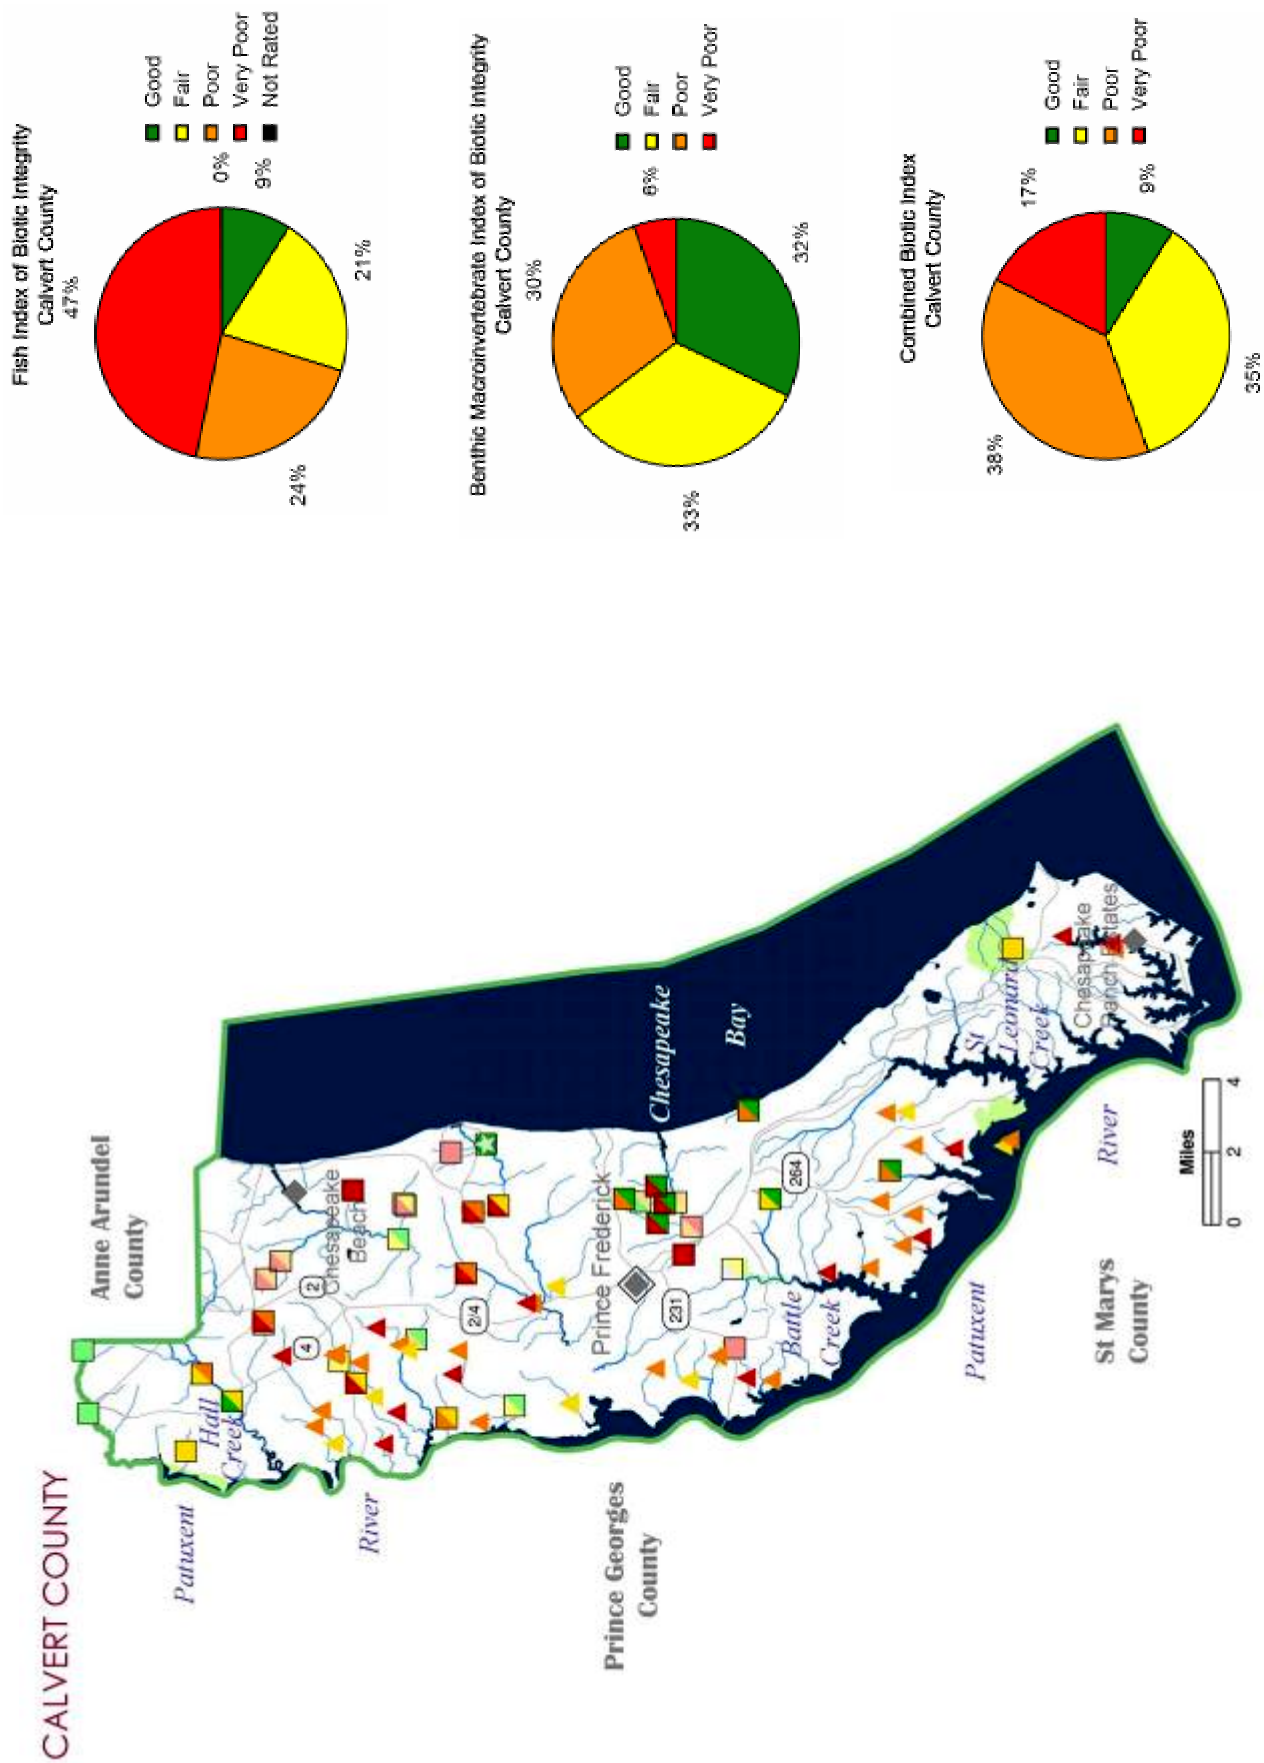 CALVERT COUNTY
Anne Arundel
County
Patuxent
Hall
Creek
River
4
2
Chesapeake
Beach
2/4
Prince Georges
County
Prince Frederick
231
Chesapeake
Bay
264
Battle
Creek
Patuxent
River
St
Leonard
Creek
Chesapeake
Ranch Estates
St Marys
County
Miles
0 2 4
Fish Index of Biotic Integrity
Calvert County
47%
24%
21%
9%
0%
Good
Fair
Poor
Very Poor
Not Rated
Benthic Macroinvertebrate Index of Biotic Integrity
Calvert County
30%
6%
33%
32%
Good
Fair
Poor
Very Poor
Combined Biotic Index
Calvert County
17%
38%
9%
35%
Good
Fair
Poor
Very Poor